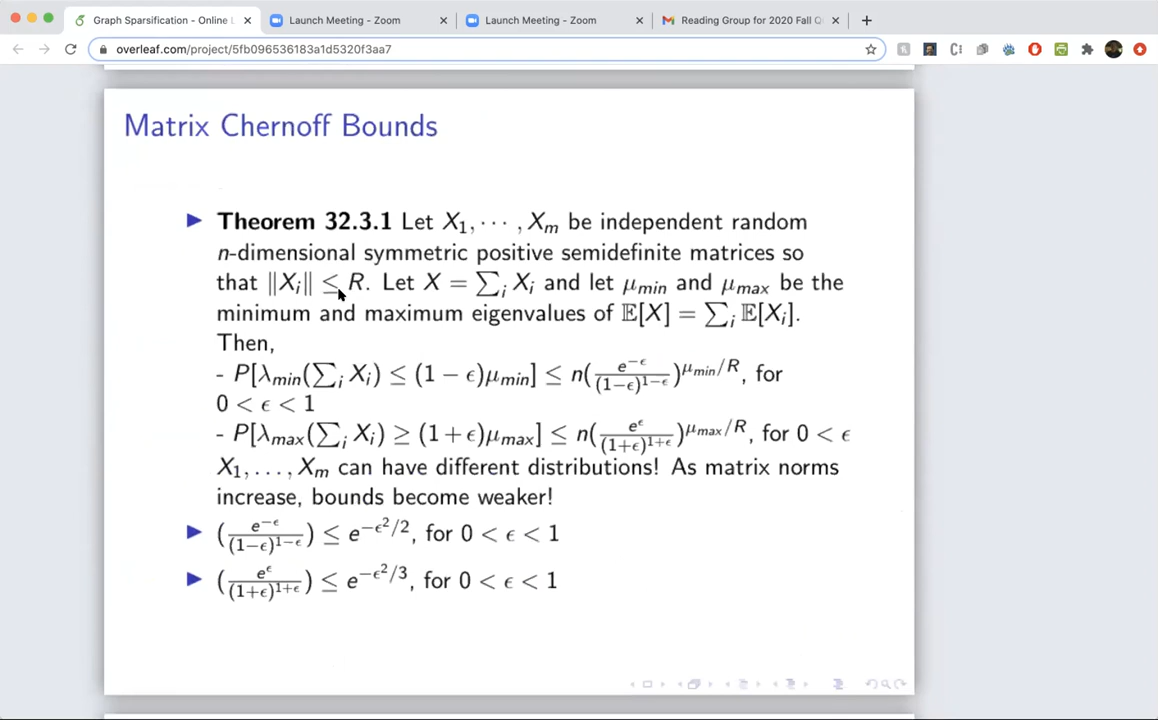 Graph Sparsification - Online L
Launch Meeting - Zoom
Launch Meeting - Zoom
Reading Group for 2020 Fall Q
overleaf.com/project/5fb096536183a1d5320f3aa7
Matrix Chernoff Bounds
Theorem 32.3.1 Let X₁, ⋯ , Xₘ be independent random
n-dimensional symmetric positive semidefinite matrices so
that ‖Xᵢ‖ ≤ R. Let X = ∑ᵢ Xᵢ and let μ_min and μ_max be the
minimum and maximum eigenvalues of 𝔼[X] = ∑ᵢ 𝔼[Xᵢ].
Then,
- P[λ_min(∑ᵢ Xᵢ) ≤ (1 − ϵ)μ_min] ≤ n(e^{−ϵ}/(1−ϵ)^{1−ϵ})^{μ_min/R}, for
0 < ϵ < 1
- P[λ_max(∑ᵢ Xᵢ) ≥ (1 + ϵ)μ_max] ≤ n(e^{ϵ}/(1+ϵ)^{1+ϵ})^{μ_max/R}, for 0 < ϵ
X₁, . . . , Xₘ can have different distributions! As matrix norms
increase, bounds become weaker!
(e^{−ϵ}/(1−ϵ)^{1−ϵ}) ≤ e^{−ϵ²/2}, for 0 < ϵ < 1
(e^{ϵ}/(1+ϵ)^{1+ϵ}) ≤ e^{−ϵ²/3}, for 0 < ϵ < 1